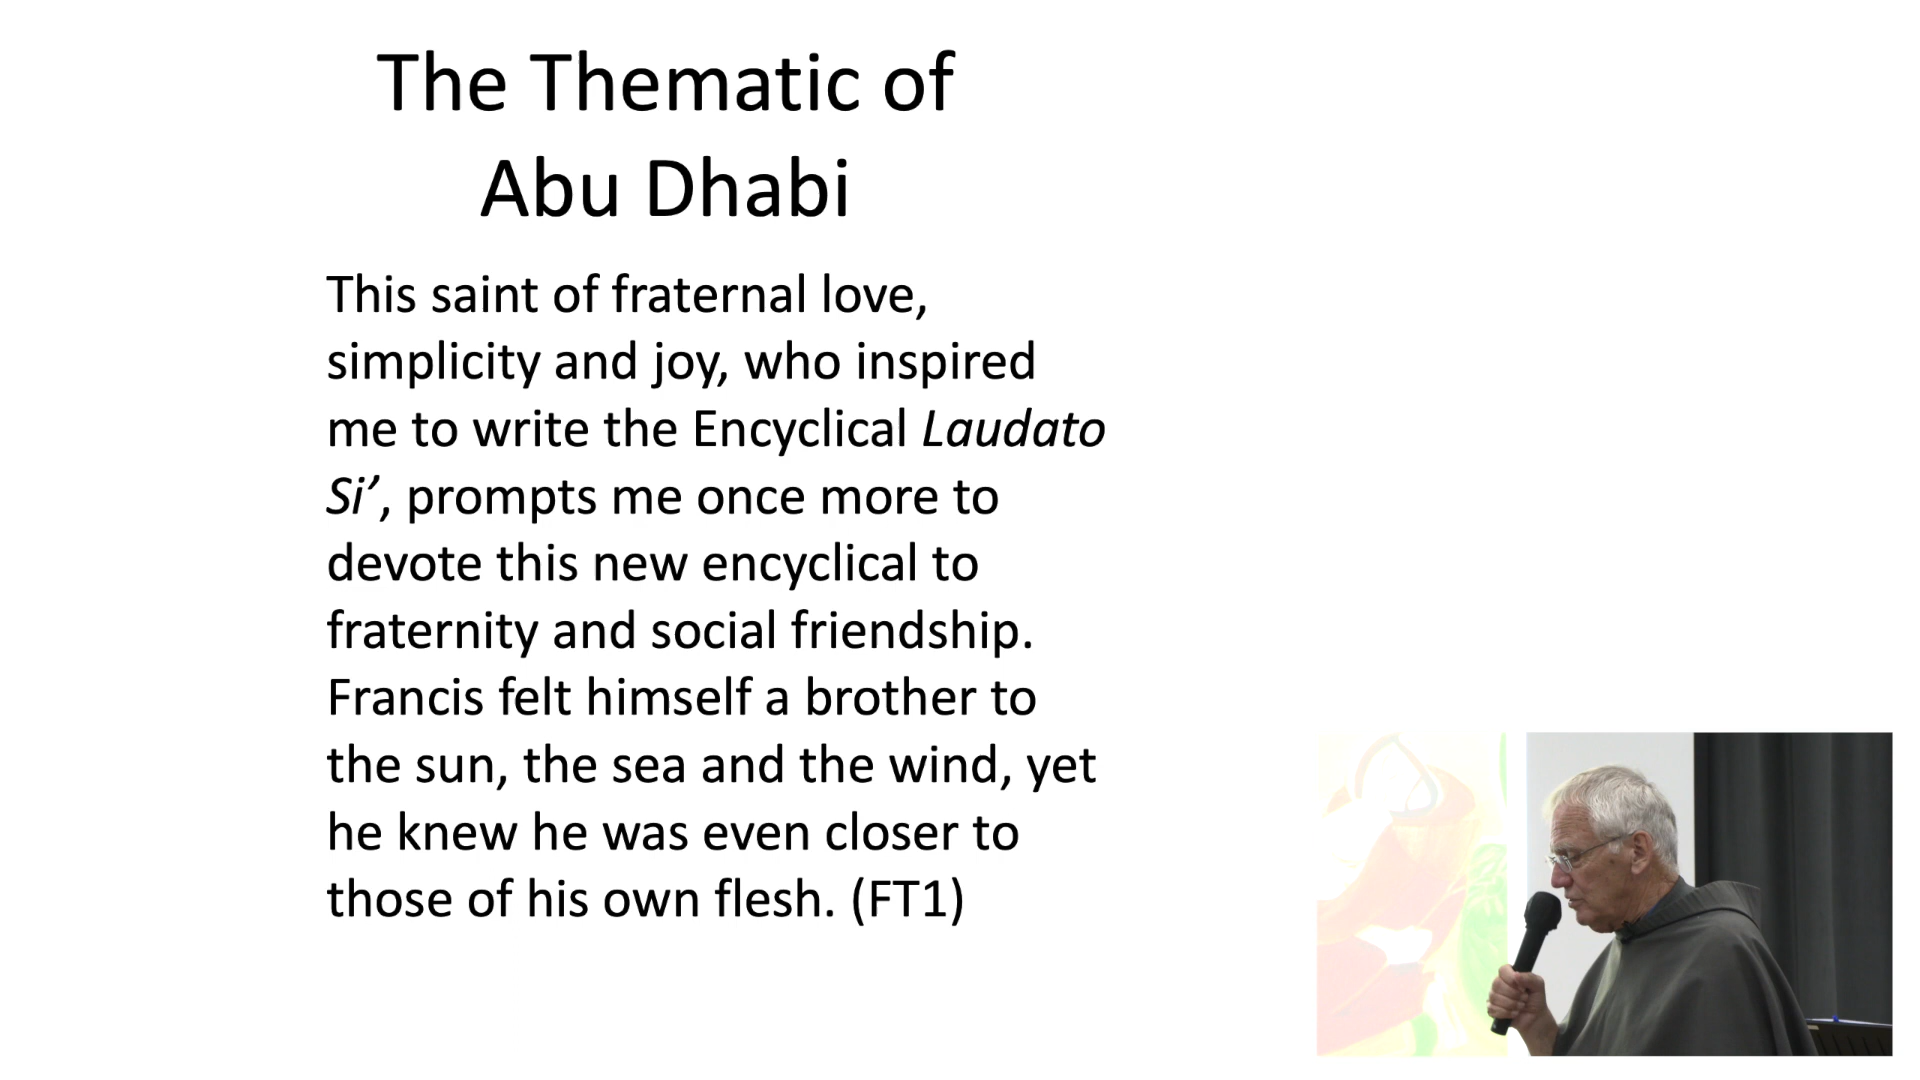 The Thematic of
Abu Dhabi
This saint of fraternal love,
simplicity and joy, who inspired
me to write the Encyclical Laudato
Si’, prompts me once more to
devote this new encyclical to
fraternity and social friendship.
Francis felt himself a brother to
the sun, the sea and the wind, yet
he knew he was even closer to
those of his own flesh. (FT1)